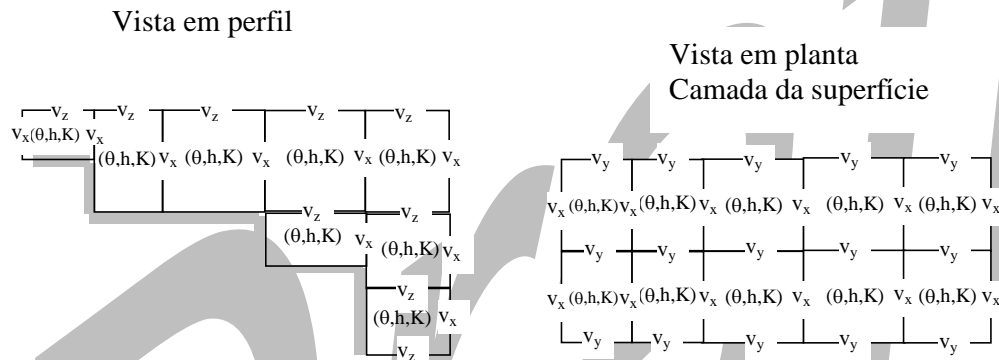 Vista em perfil
v_z v_z v_z v_z v_z
v_x (θ,h,K) v_x
(θ,h,K) v_x (θ,h,K) v_x (θ,h,K) v_x (θ,h,K) v_x
v_z v_z
(θ,h,K) v_x (θ,h,K) v_x
v_z
(θ,h,K) v_x
v_z
Vista em planta
Camada da superfície
v_y v_y v_y v_y v_y
v_x (θ,h,K) v_x (θ,h,K) v_x (θ,h,K) v_x (θ,h,K) v_x (θ,h,K) v_x
v_y v_y v_y v_y v_y
v_x (θ,h,K) v_x (θ,h,K) v_x (θ,h,K) v_x (θ,h,K) v_x (θ,h,K) v_x
v_y v_y v_y v_y v_y